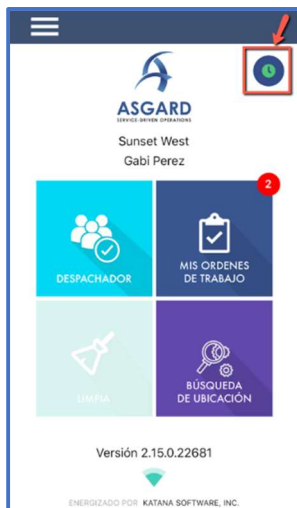 ASGARD
SERVICE DRIVEN OPERATIONS
Sunset West
Gabi Perez
2
DESPACHADOR
MIS ORDENES
DE TRABAJO
LIMPIA
BÚSQUEDA
DE UBICACIÓN
Versión 2.15.0.22681
ENERGIZADO POR KATANA SOFTWARE, INC.